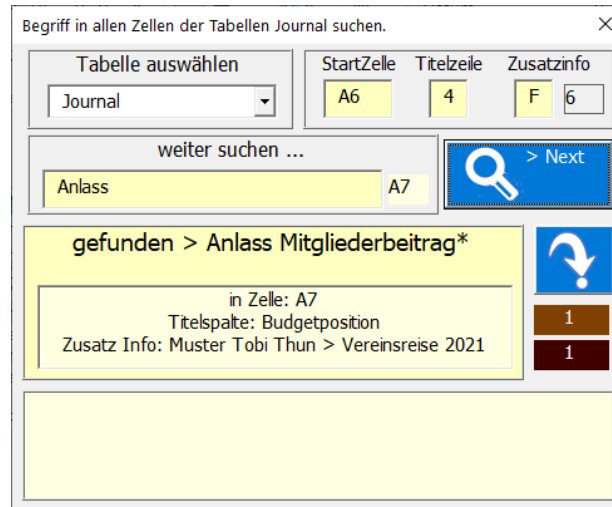 Begriff in allen Zellen der Tabellen Journal suchen.
Tabelle auswählen
Journal
StartZelle Titelzeile Zusatzinfo
A6 4 F 6
weiter suchen ...
Anlass A7
> Next
gefunden > Anlass Mitgliederbeitrag*
in Zelle: A7
Titelspalte: Budgetposition
Zusatz Info: Muster Tobi Thun > Vereinsreise 2021
1
1